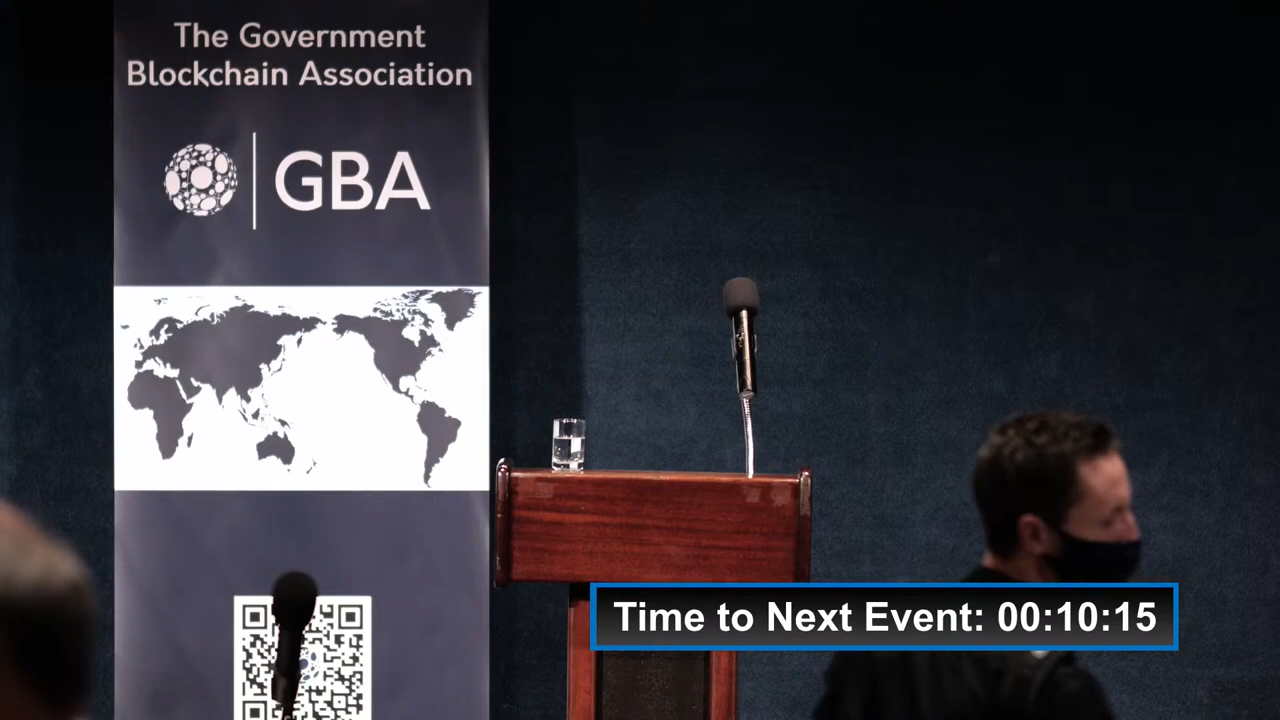 The Government
Blockchain Association
GBA
Time to Next Event: 00:10:15